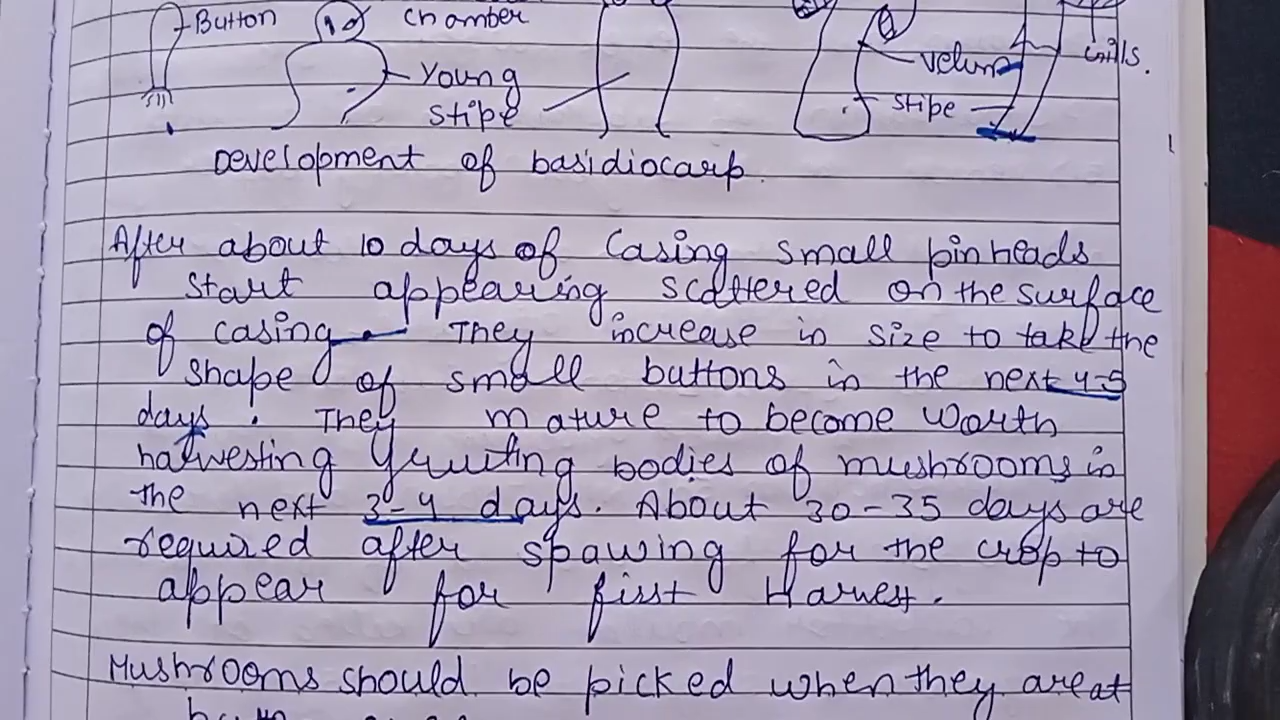 Button
chamber
Young
stipe
velum
stipe
Gills.
Development of basidiocarp.
After about 10 days of Casing small pinheads
start appearing scattered on the surface
of casing. They increase in size to take the
shape of small buttons in the next 4-5
days. They mature to become worth
harvesting fruiting bodies of mushrooms in
the next 3-4 days. About 30-35 days are
required after spawing for the crop to
appear for first Harvest.
Mushrooms should be picked when they are at